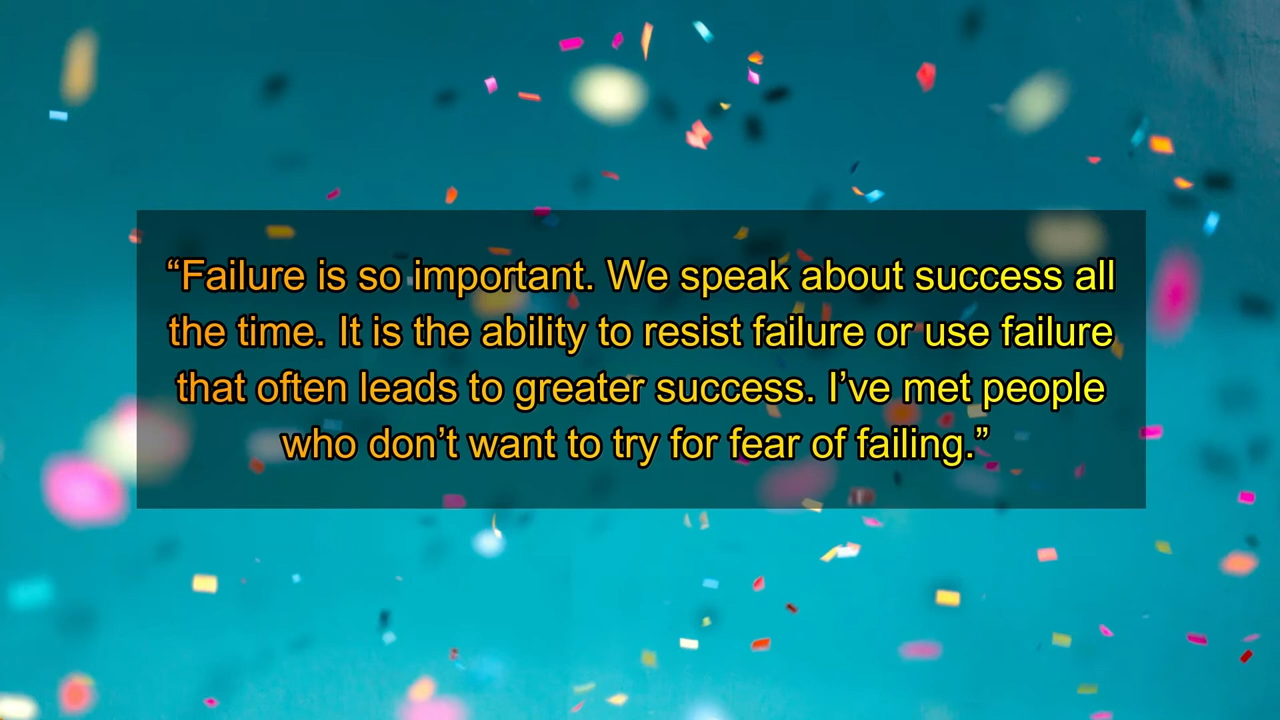 “Failure is so important. We speak about success all
the time. It is the ability to resist failure or use failure
that often leads to greater success. I’ve met people
who don’t want to try for fear of failing.”